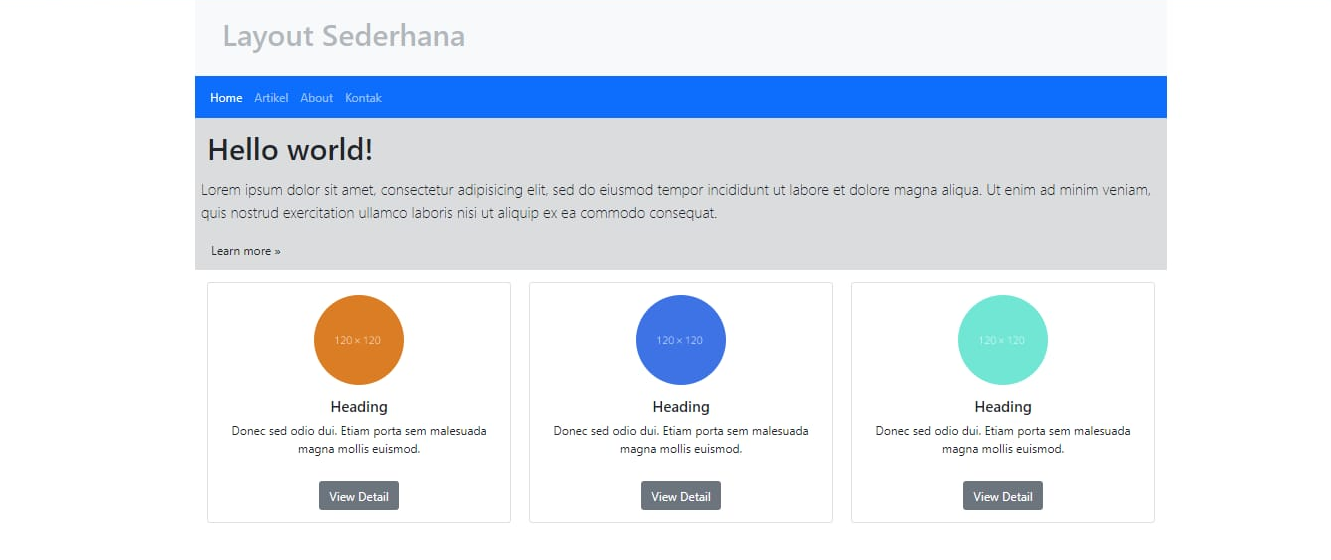 Layout Sederhana
Home Artikel About Kontak
Hello world!
Lorem ipsum dolor sit amet, consectetur adipisicing elit, sed do eiusmod tempor incididunt ut labore et dolore magna aliqua. Ut enim ad minim veniam,
quis nostrud exercitation ullamco laboris nisi ut aliquip ex ea commodo consequat.
Learn more »
120 × 120
Heading
Donec sed odio dui. Etiam porta sem malesuada
magna mollis euismod.
View Detail
120 × 120
Heading
Donec sed odio dui. Etiam porta sem malesuada
magna mollis euismod.
View Detail
120 × 120
Heading
Donec sed odio dui. Etiam porta sem malesuada
magna mollis euismod.
View Detail